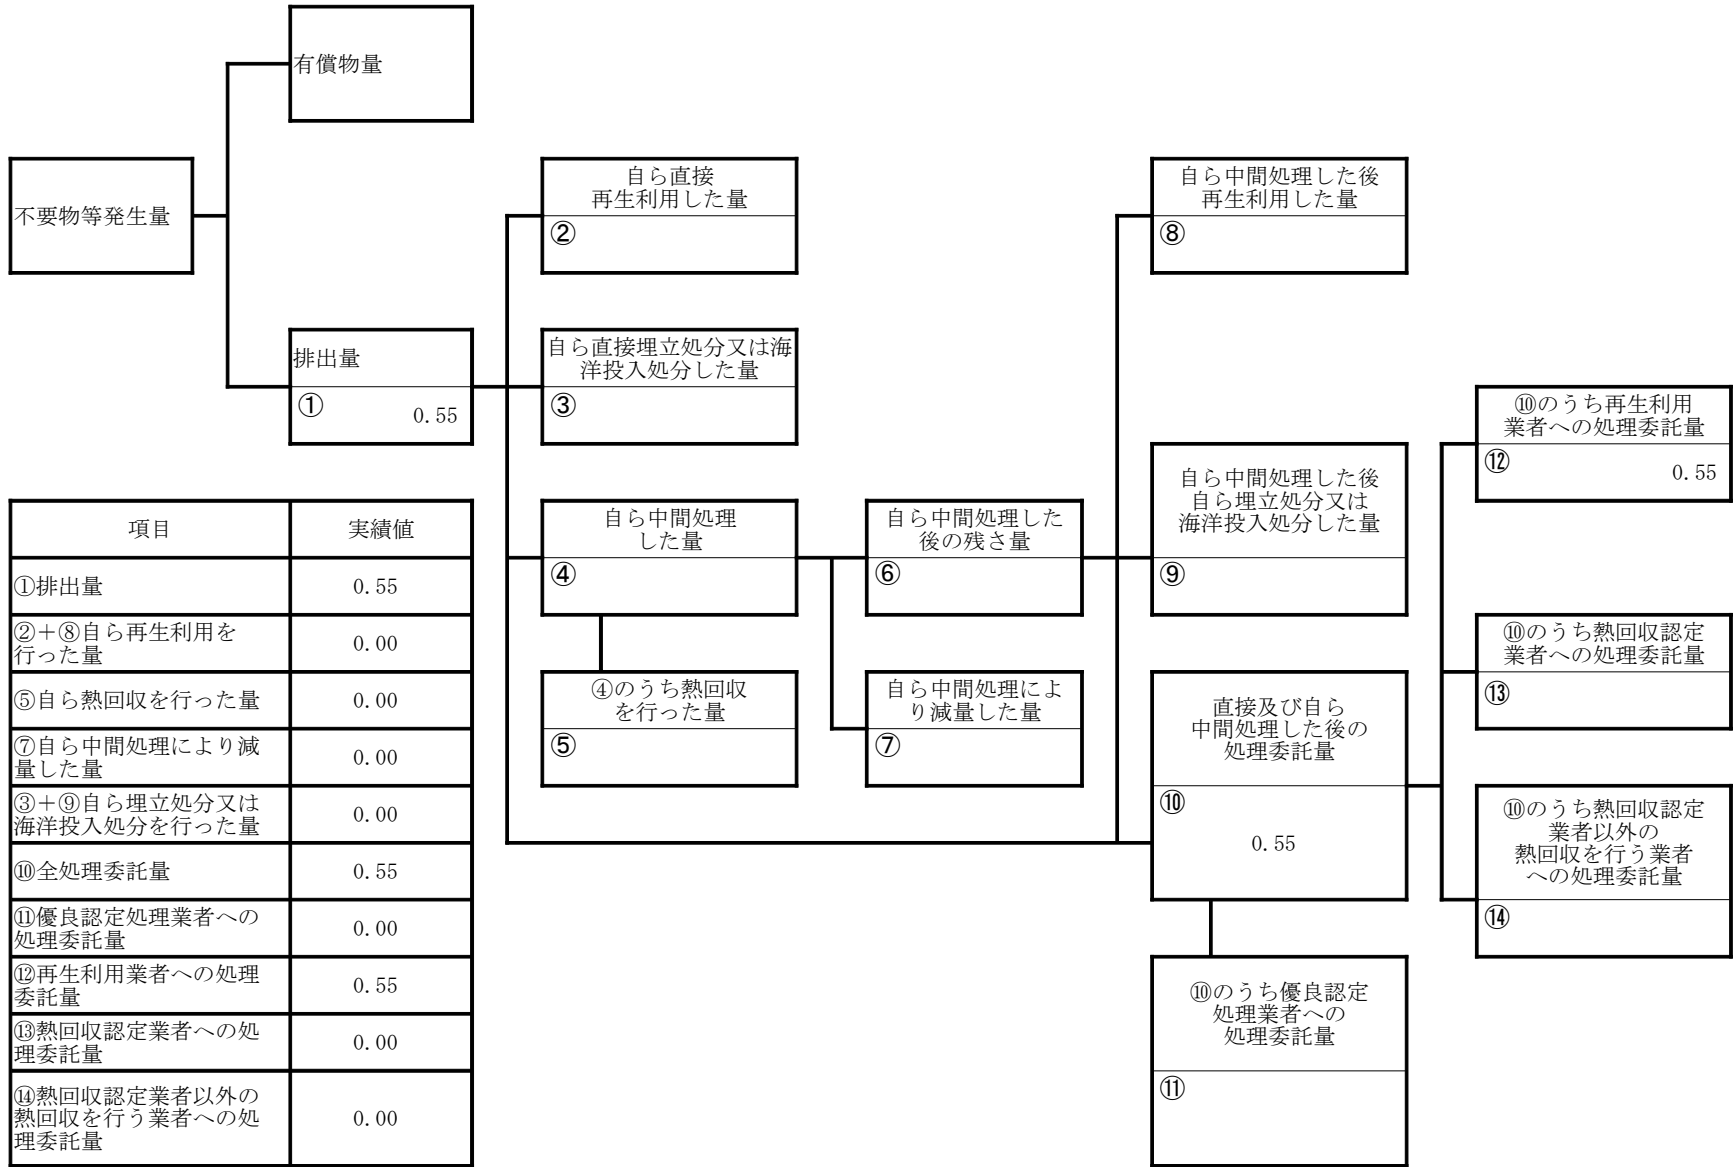 有償物量
不要物等発生量
自ら直接
再生利用した量
②
自ら中間処理した後
再生利用した量
⑧
排出量
① 0.55
自ら直接埋立処分又は海
洋投入処分した量
③
⑩のうち再生利用
業者への処理委託量
⑫ 0.55
自ら中間処理
した量
④
自ら中間処理した
後の残さ量
⑥
自ら中間処理した後
自ら埋立処分又は
海洋投入処分した量
⑨
④のうち熱回収
を行った量
⑤
自ら中間処理によ
り減量した量
⑦
直接及び自ら
中間処理した後の
処理委託量
⑩
0.55
⑩のうち熱回収認定
業者への処理委託量
⑬
⑩のうち熱回収認定
業者以外の
熱回収を行う業者
への処理委託量
⑭
⑩のうち優良認定
処理業者への
処理委託量
⑪
項目 実績値
①排出量 0.55
②＋⑧自ら再生利用を
行った量 0.00
⑤自ら熱回収を行った量 0.00
⑦自ら中間処理により減
量した量 0.00
③＋⑨自ら埋立処分又は
海洋投入処分を行った量 0.00
⑩全処理委託量 0.55
⑪優良認定処理業者への
処理委託量 0.00
⑫再生利用業者への処理
委託量 0.55
⑬熱回収認定業者への処
理委託量 0.00
⑭熱回収認定業者以外の
熱回収を行う業者への処
理委託量 0.00